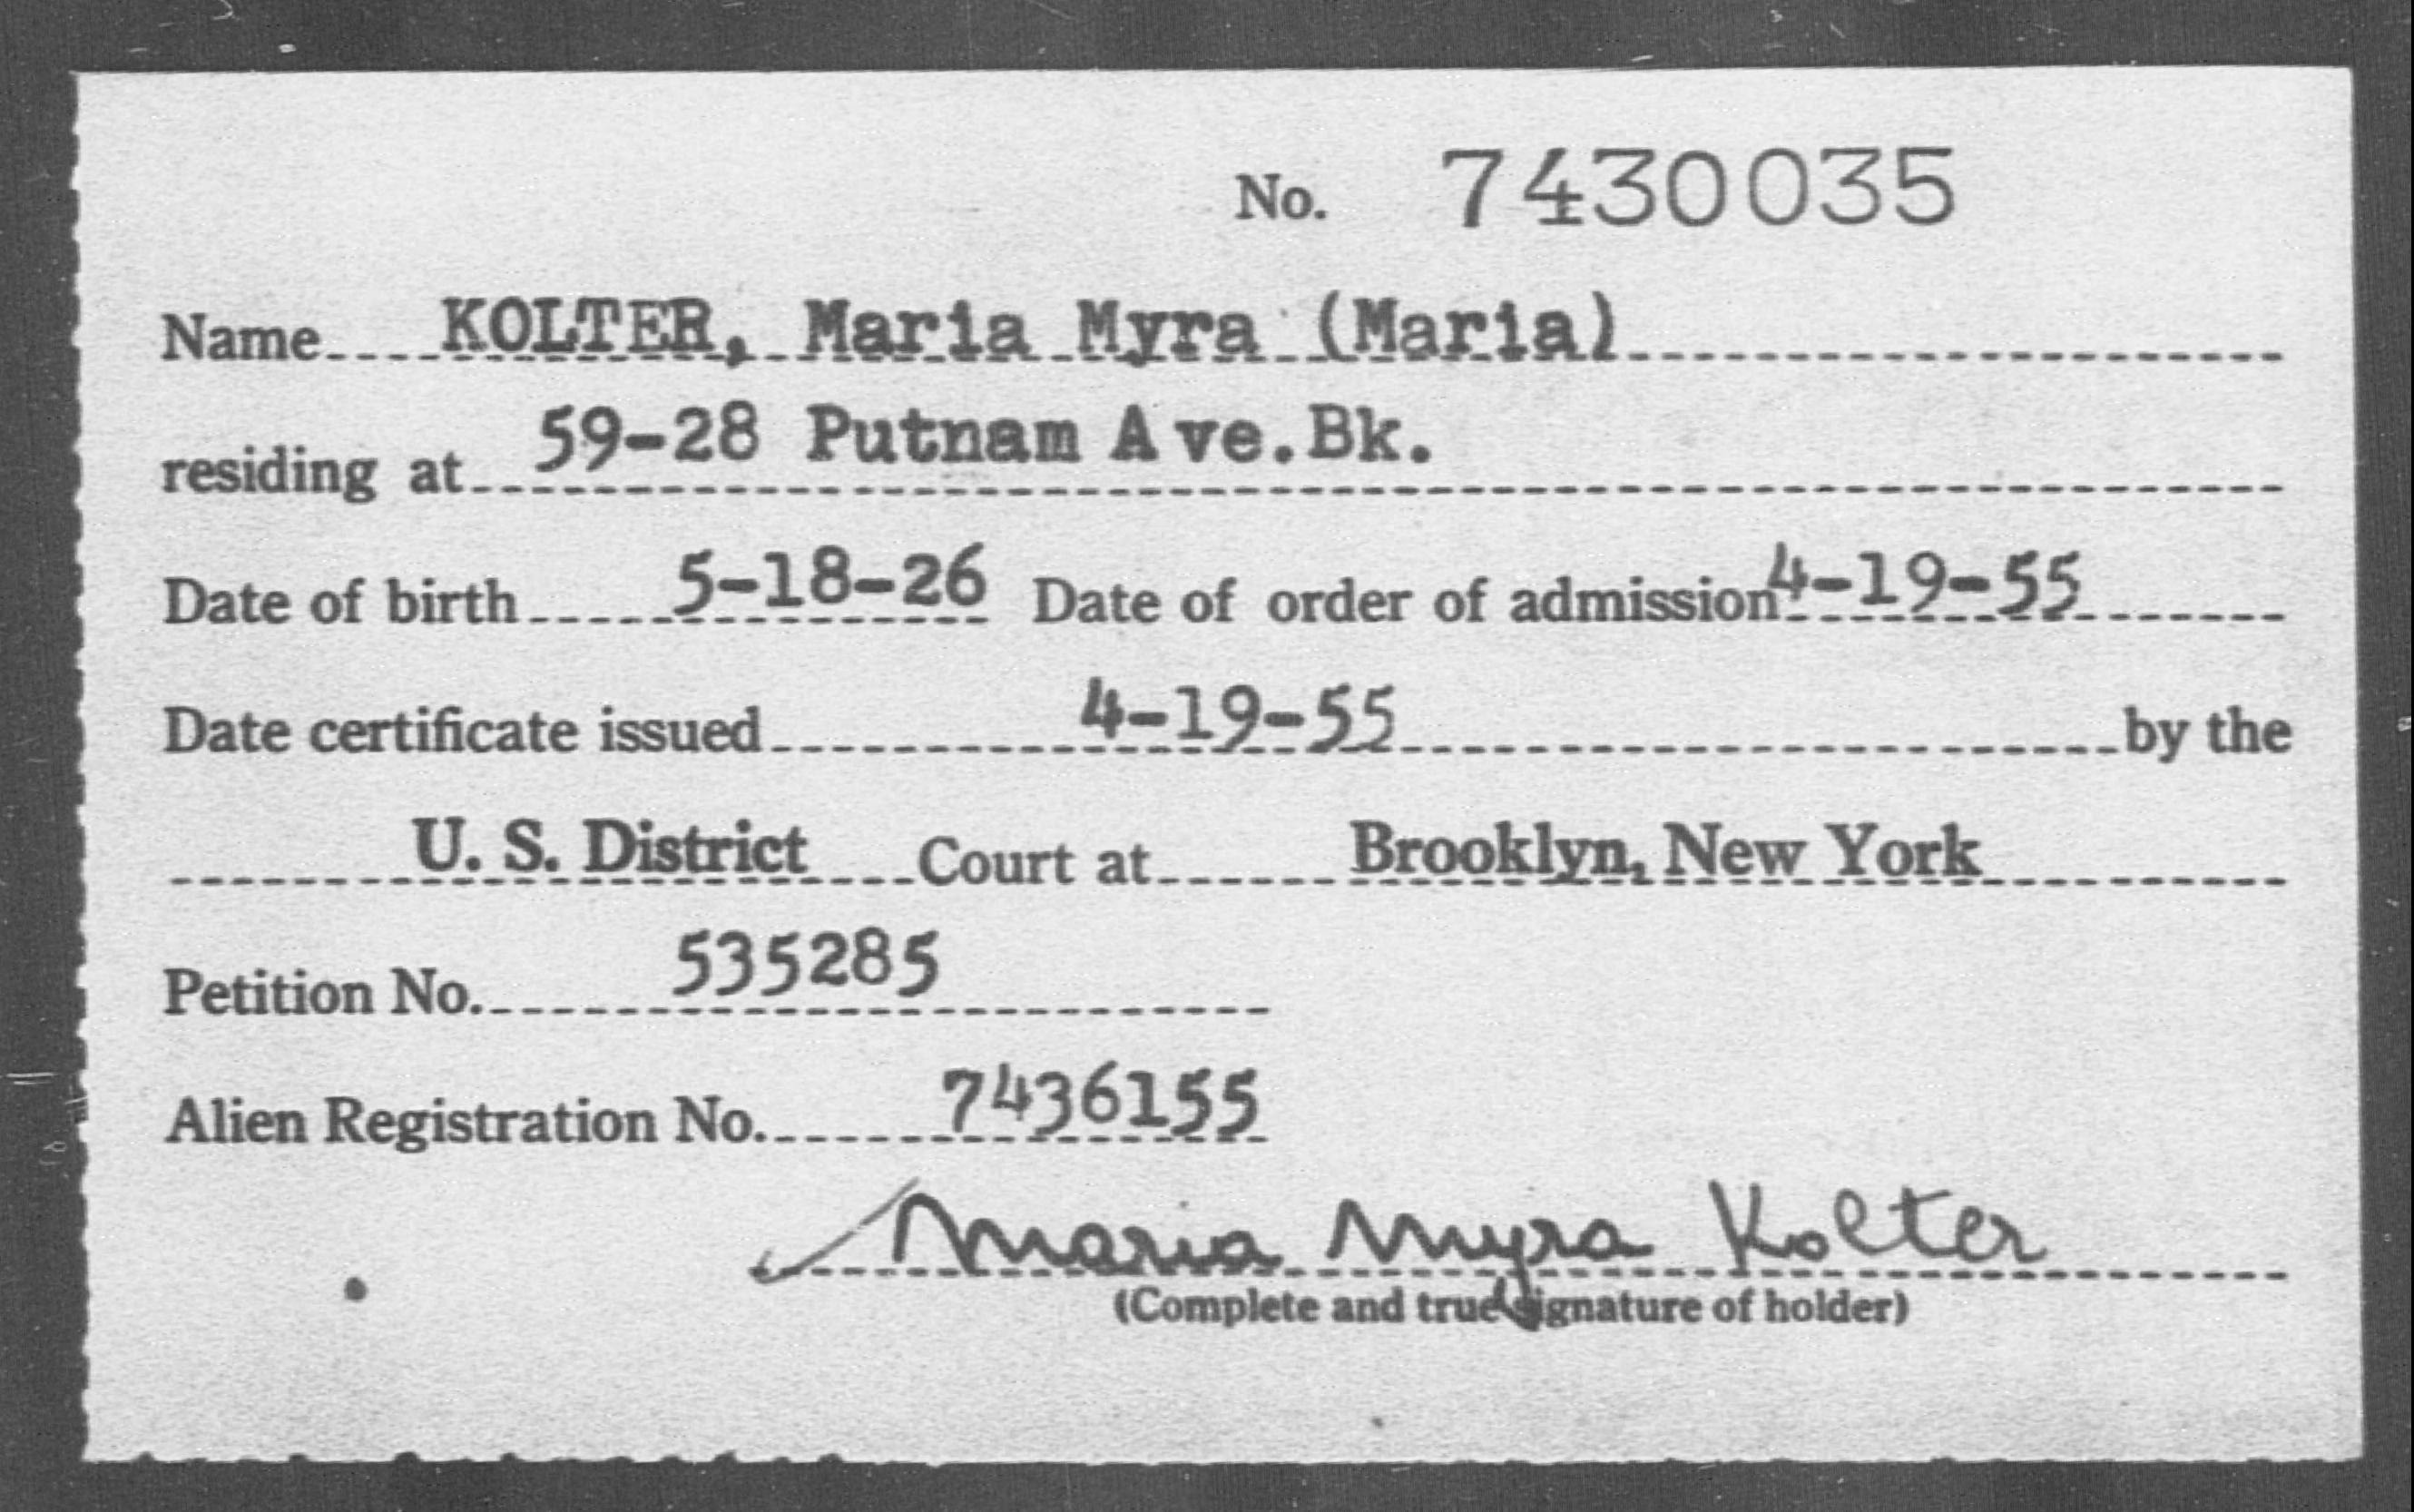 No. 7430035
Name KOLTER, Maria Myra (Maria)
residing at 59-28 Putnam Ave.Bk.
Date of birth 5-18-26 Date of order of admission 4-19-55
Date certificate issued 4-19-55 by the
U. S. District Court at Brooklyn, New York
Petition No. 535285
Alien Registration No. 7436155
Maria Myra Kolter
(Complete and true signature of holder)